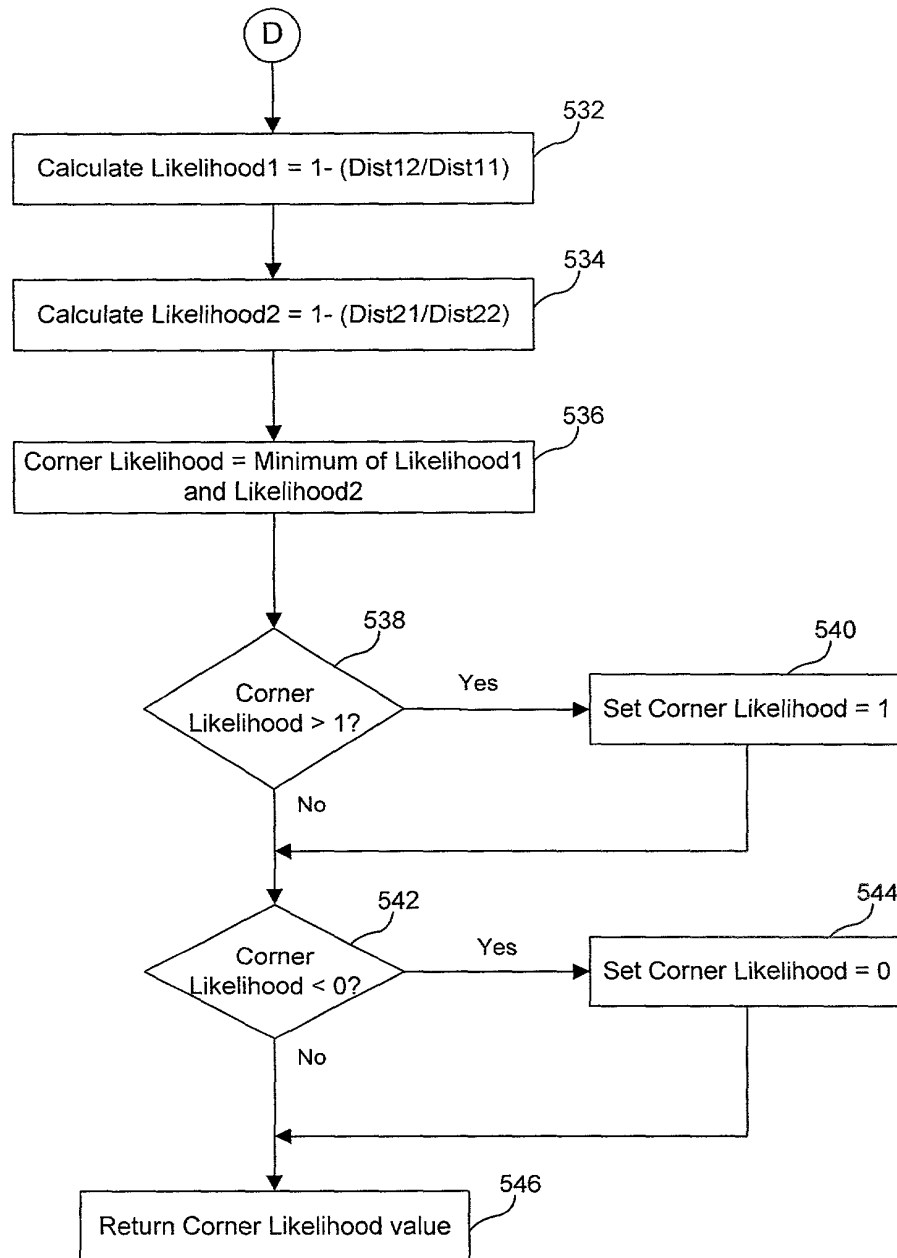 D
532
Calculate Likelihood1 = 1- (Dist12/Dist11)
534
Calculate Likelihood2 = 1- (Dist21/Dist22)
536
Corner Likelihood = Minimum of Likelihood1
and Likelihood2
538
Corner
Likelihood > 1?
Yes
540
Set Corner Likelihood = 1
No
542
Corner
Likelihood < 0?
Yes
544
Set Corner Likelihood = 0
No
546
Return Corner Likelihood value